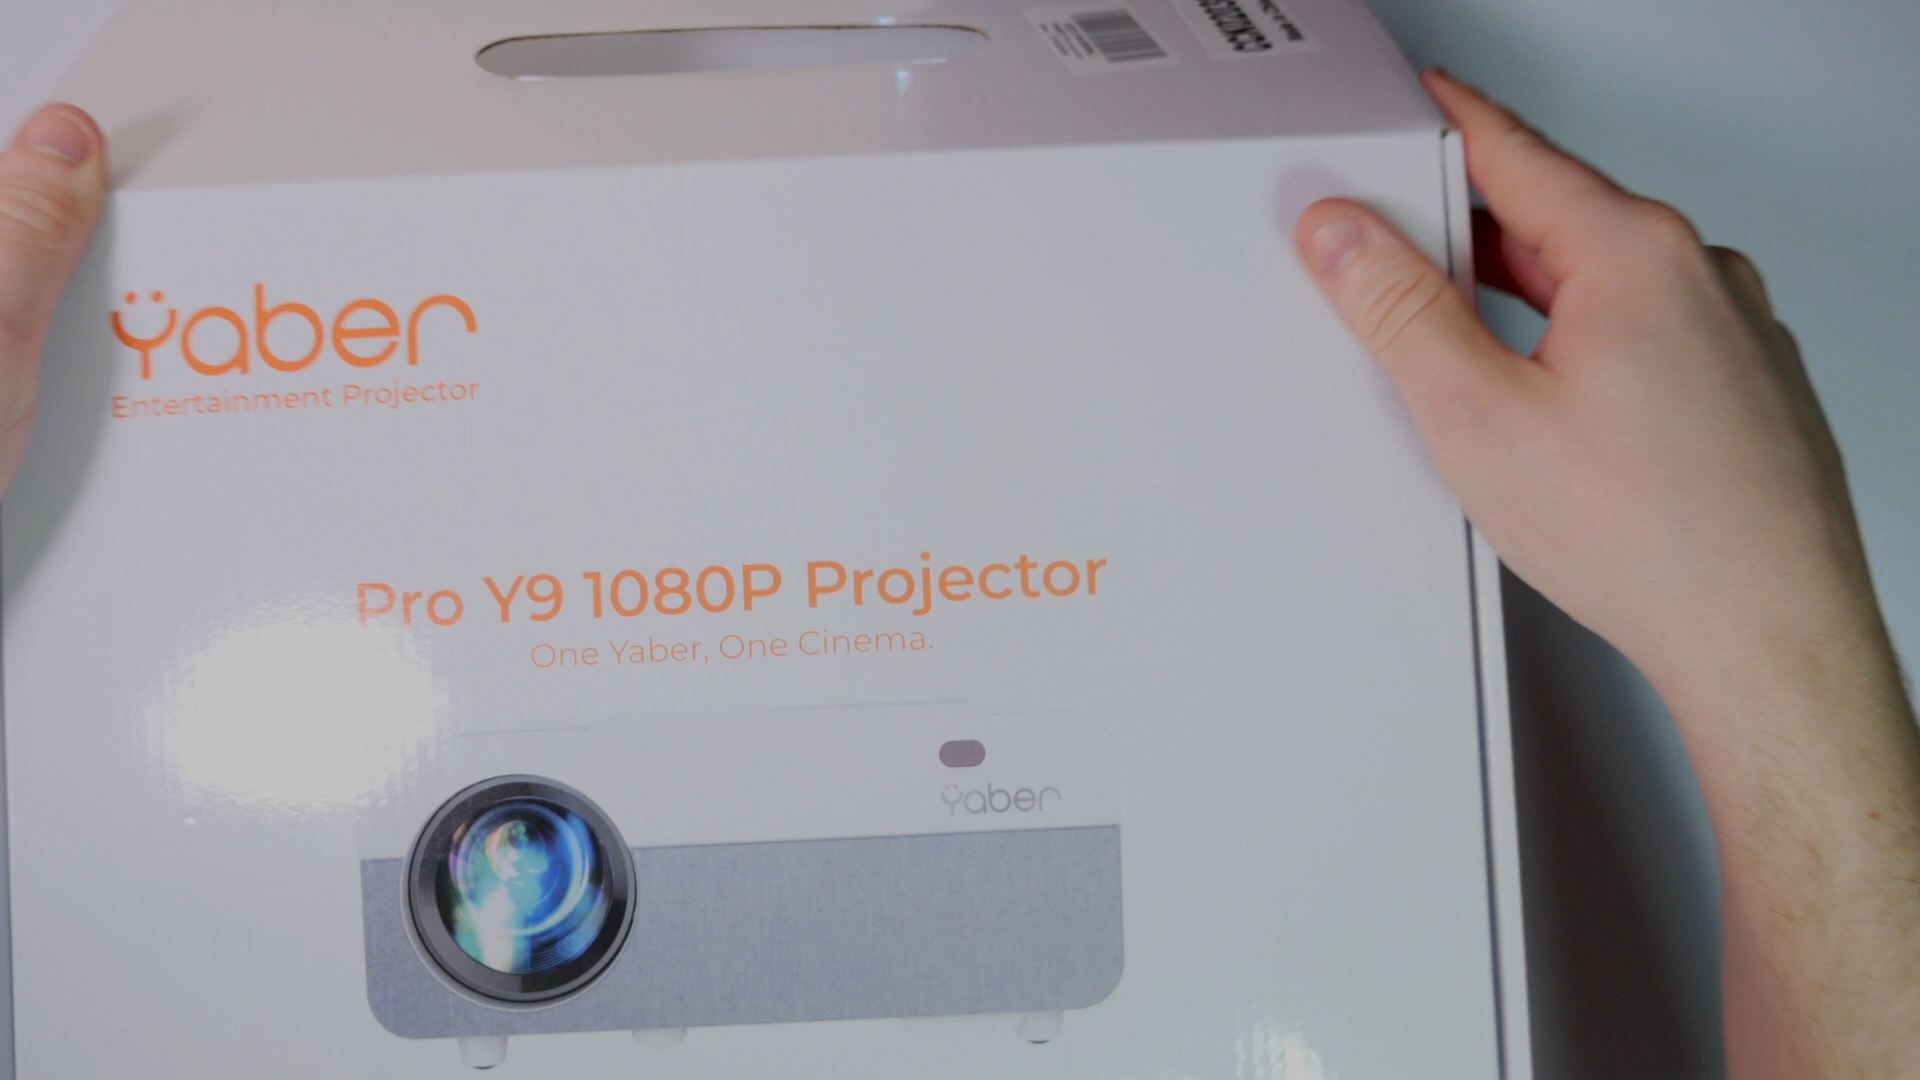 Yaber
Entertainment Projector
Pro Y9 1080P Projector
One Yaber, One Cinema.
Yaber